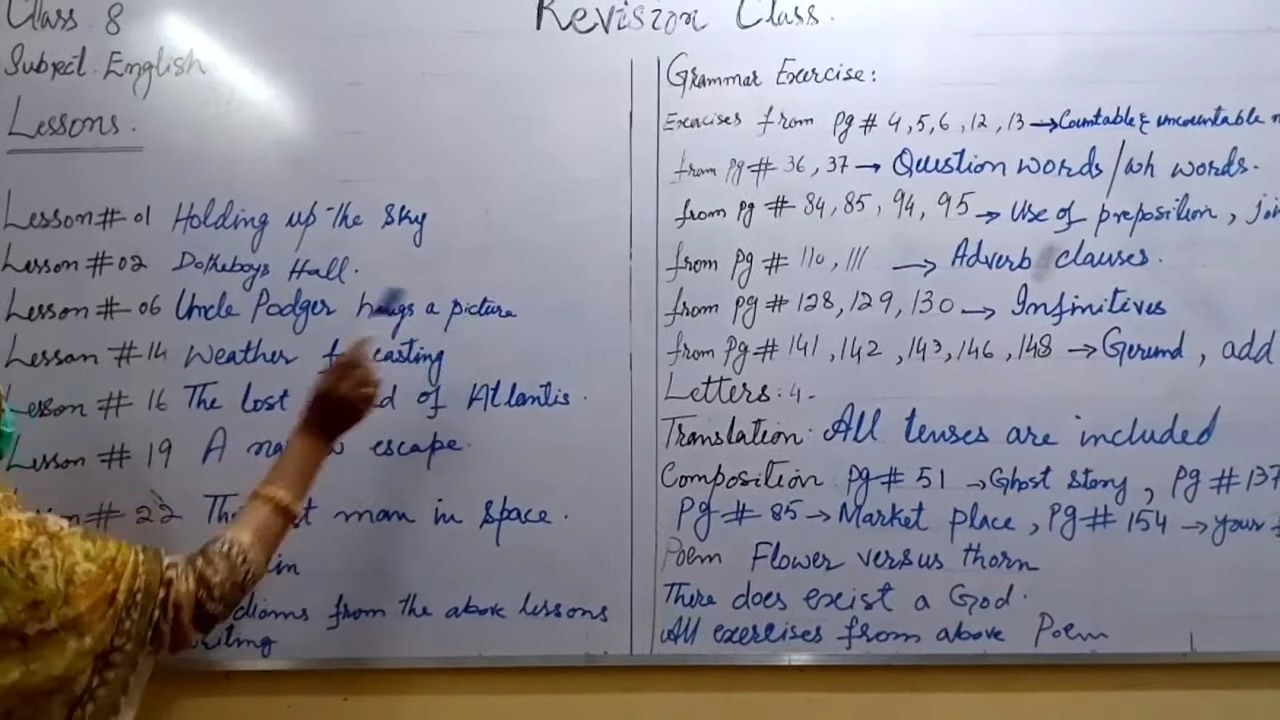 Class 8
Revision Class.
Subject. English
Lessons.
Lesson # 01 Holding up the sky
Lesson # 02 Dotheboys Hall.
Lesson # 06 Uncle Podger hangs a picture
Lesson # 14 Weather
Lesson # 16 The lost of Atlantis.
Lesson # 19 A escape.
# 22 man in space.
from the above lessons
Grammar Exercise:
Exercises from Pg # 4, 5, 6, 12, 13 → Countable & uncountable
from Pg # 36, 37 → Question words / wh words.
from Pg # 84, 85, 94, 95 → Use of preposition,
from Pg # 110, 111 → Adverb clauses.
from Pg # 128, 129, 130 → Infinitives
from Pg # 141, 142, 143, 146, 148 → Gerund, add
Letters: 4.
Translation: All tenses are included
Composition Pg # 51 → Ghost story, Pg # 137
Pg # 85 → Market place, Pg # 154 → your
Poem Flower versus thorn
There does exist a God.
All exercises from above Poem